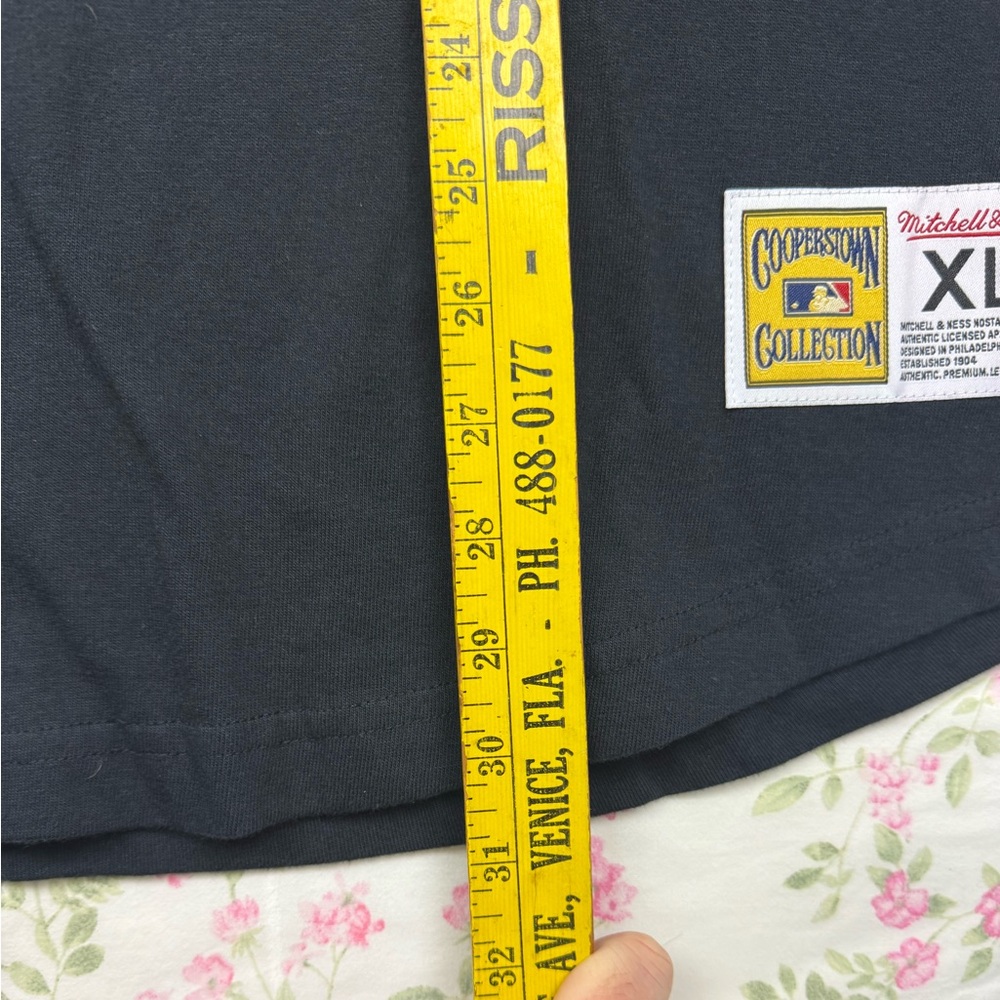 24
25
26
27
28
29
30
31
32
RISS
- PH. 488-0177 -
AVE., VENICE, FLA.
COOPERSTOWN
COLLECTION
Mitchell &
XL
MITCHELL & NESS NOSTA
AUTHENTIC LICENSED AP
DESIGNED IN PHILADELPH
ESTABLISHED 1904
AUTHENTIC. PREMIUM. LE